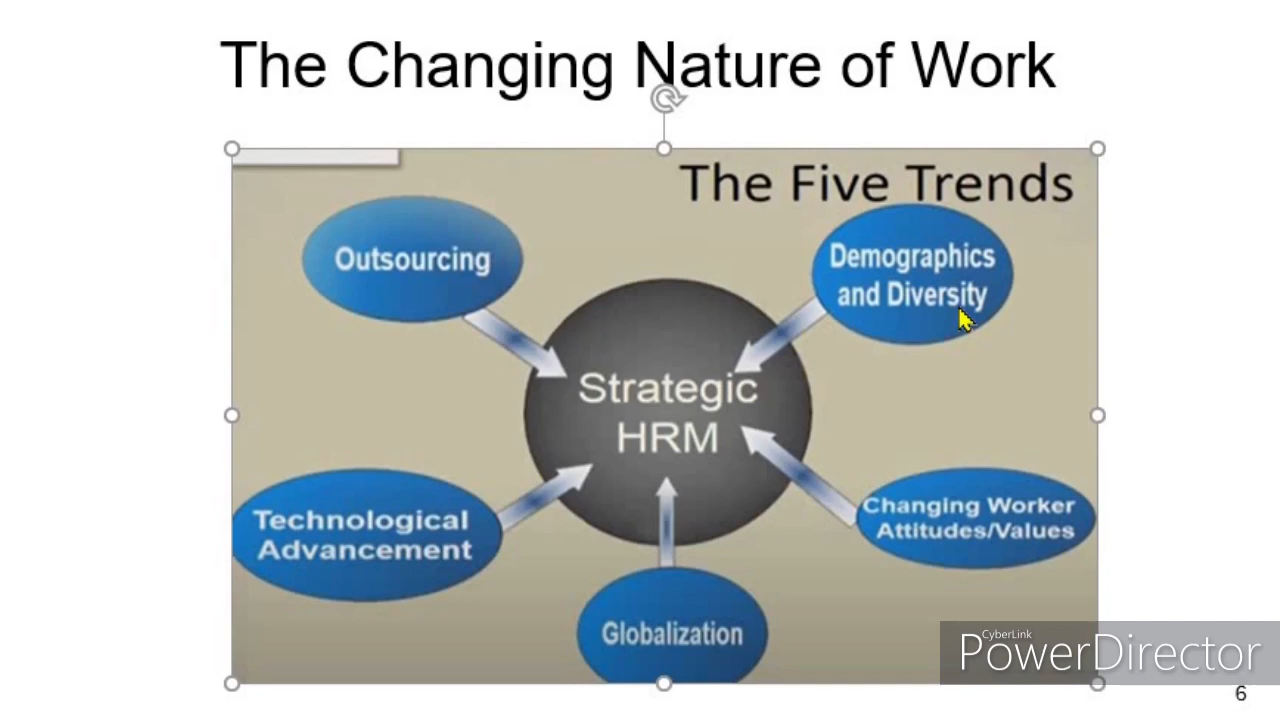 The Changing Nature of Work
The Five Trends
Outsourcing
Demographics
and Diversity
Strategic
HRM
Technological
Advancement
Changing Worker
Attitudes/Values
Globalization
CyberLink
PowerDirector
6